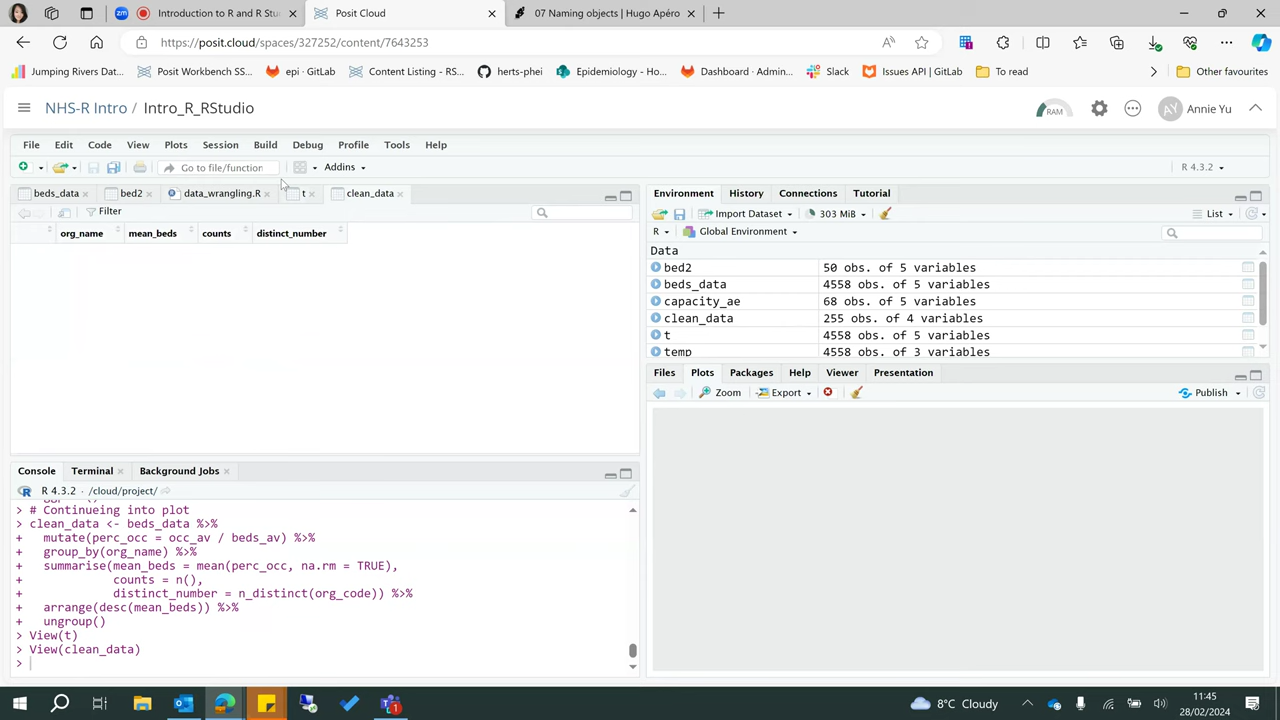 Introduction to R and R Stu
Posit Cloud
07 Naming objects | Hugo Apéro
https://posit.cloud/spaces/327252/content/7643253
Jumping Rivers Dat...
Posit Workbench SS...
epi · GitLab
Content Listing - RS...
herts-phei
Epidemiology - Ho...
Dashboard · Admin...
Slack
Issues API | GitLab
To read
Other favourites
NHS-R Intro / Intro_R_RStudio
RAM
AY
Annie Yu
File Edit Code View Plots Session Build Debug Profile Tools Help
Go to file/function
Addins
R 4.3.2
beds_data
bed2
data_wrangling.R
t
clean_data
Filter
org_name mean_beds counts distinct_number
Environment History Connections Tutorial
Import Dataset
303 MiB
List
R
Global Environment
Data
bed2 50 obs. of 5 variables
beds_data 4558 obs. of 5 variables
capacity_ae 68 obs. of 5 variables
clean_data 255 obs. of 4 variables
t 4558 obs. of 5 variables
temp 4558 obs. of 3 variables
Files Plots Packages Help Viewer Presentation
Zoom
Export
Publish
Console Terminal Background Jobs
R 4.3.2 · /cloud/project/
> # Continueing into plot
> clean_data <- beds_data %>%
+ mutate(perc_occ = occ_av / beds_av) %>%
+ group_by(org_name) %>%
+ summarise(mean_beds = mean(perc_occ, na.rm = TRUE),
+ counts = n(),
+ distinct_number = n_distinct(org_code)) %>%
+ arrange(desc(mean_beds)) %>%
+ ungroup()
> View(t)
> View(clean_data)
>
1
8°C Cloudy
11:45
28/02/2024